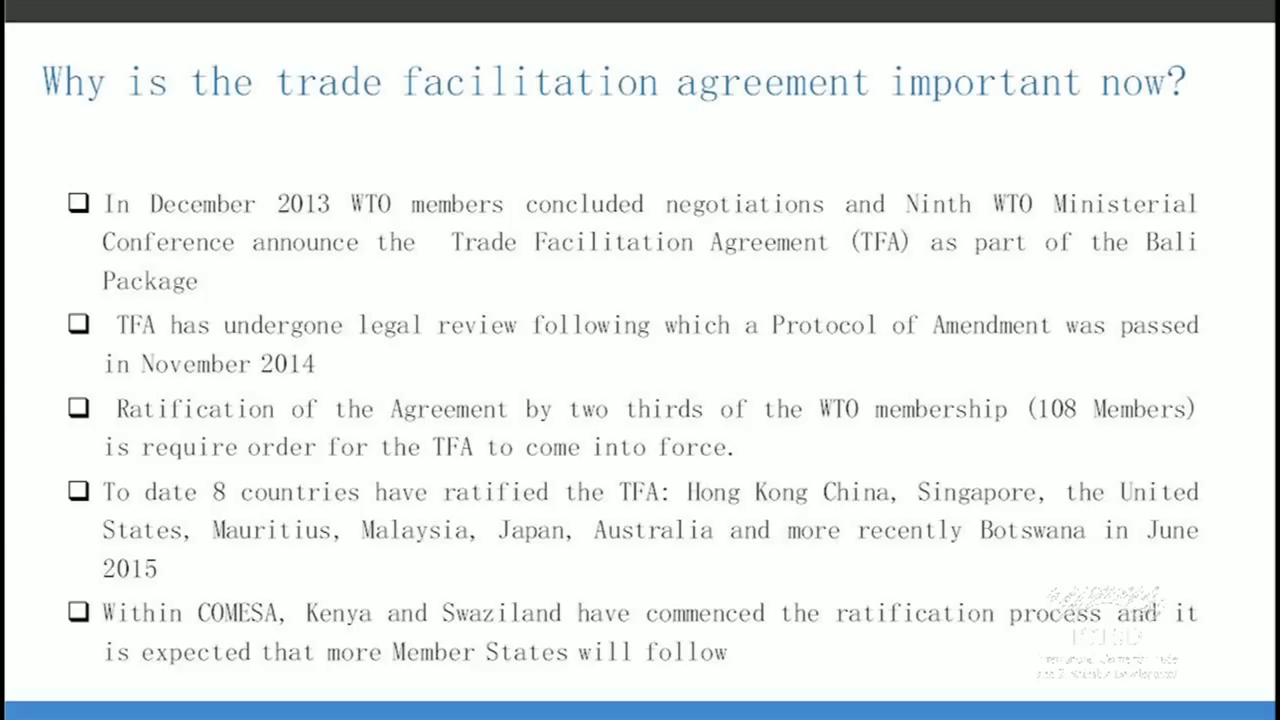 Why is the trade facilitation agreement important now?
In December 2013 WTO members concluded negotiations and Ninth WTO Ministerial
Conference announce the Trade Facilitation Agreement (TFA) as part of the Bali
Package
TFA has undergone legal review following which a Protocol of Amendment was passed
in November 2014
Ratification of the Agreement by two thirds of the WTO membership (108 Members)
is require order for the TFA to come into force.
To date 8 countries have ratified the TFA: Hong Kong China, Singapore, the United
States, Mauritius, Malaysia, Japan, Australia and more recently Botswana in June
2015
Within COMESA, Kenya and Swaziland have commenced the ratification process and it
is expected that more Member States will follow